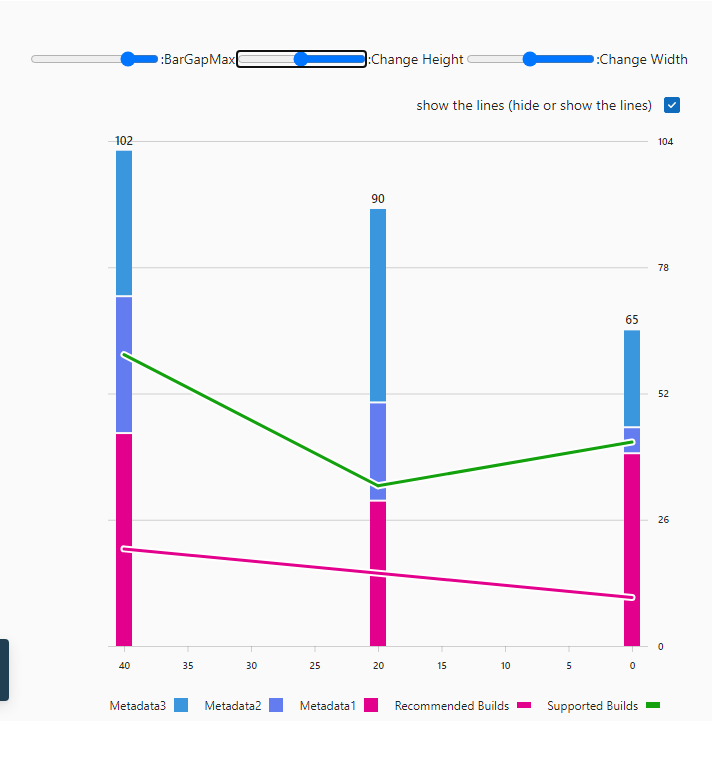 :BarGapMax :Change Height :Change Width
show the lines (hide or show the lines)
102
104
90
78
65
52
26
0
40 35 30 25 20 15 10 5 0
Metadata3 Metadata2 Metadata1 Recommended Builds Supported Builds